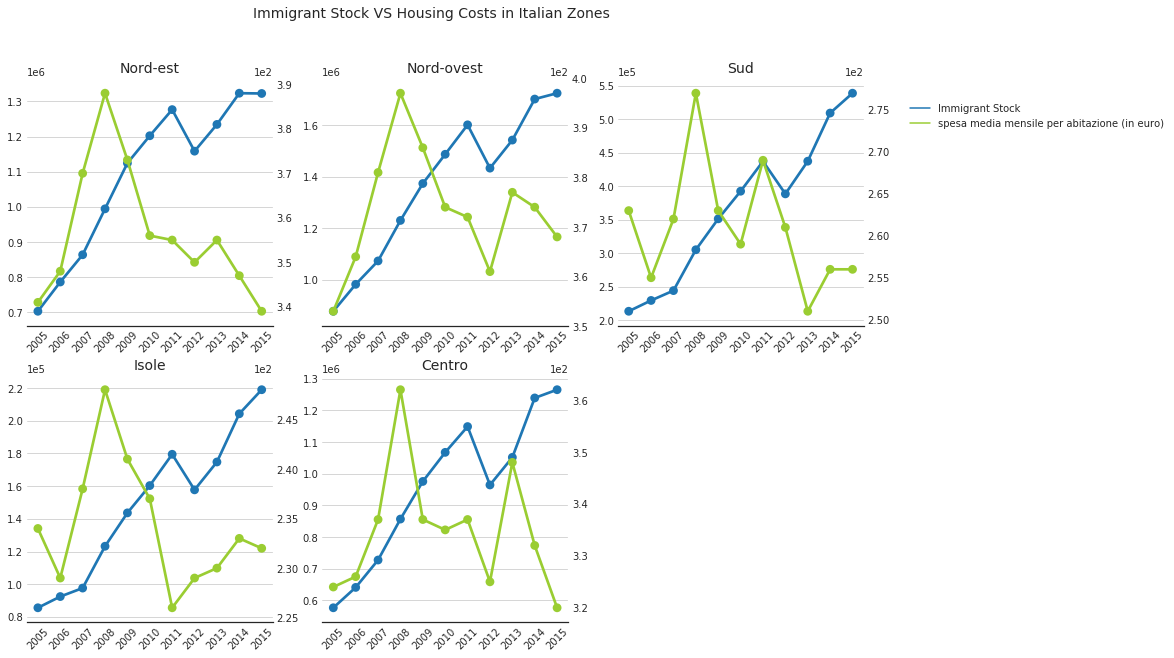 Immigrant Stock VS Housing Costs in Italian Zones
Nord-est
1e6
1e2
1.3
1.2
1.1
1.0
0.9
0.8
0.7
3.9
3.8
3.7
3.6
3.5
3.4
2005 2006 2007 2008 2009 2010 2011 2012 2013 2014 2015
Nord-ovest
1e6
1e2
1.6
1.4
1.2
1.0
4.0
3.9
3.8
3.7
3.6
3.5
2005 2006 2007 2008 2009 2010 2011 2012 2013 2014 2015
Sud
1e5
1e2
5.5
5.0
4.5
4.0
3.5
3.0
2.5
2.0
2.75
2.70
2.65
2.60
2.55
2.50
2005 2006 2007 2008 2009 2010 2011 2012 2013 2014 2015
Immigrant Stock
spesa media mensile per abitazione (in euro)
Isole
1e5
1e2
2.2
2.0
1.8
1.6
1.4
1.2
1.0
0.8
2.45
2.40
2.35
2.30
2.25
2005 2006 2007 2008 2009 2010 2011 2012 2013 2014 2015
Centro
1e6
1e2
1.3
1.2
1.1
1.0
0.9
0.8
0.7
0.6
3.6
3.5
3.4
3.3
3.2
2005 2006 2007 2008 2009 2010 2011 2012 2013 2014 2015